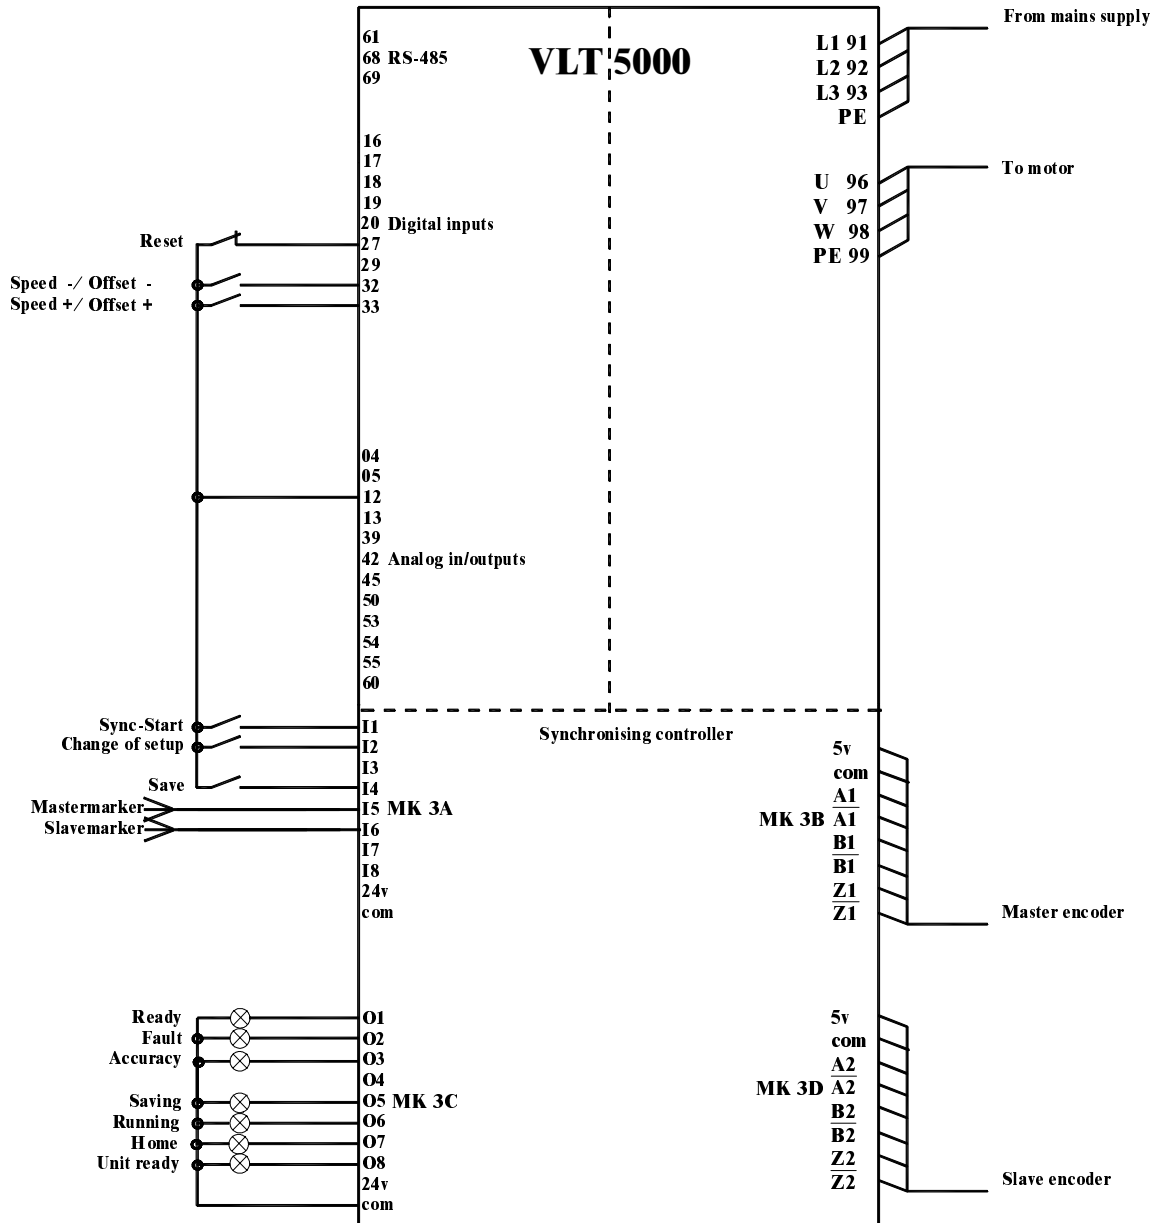 From mains supply
61
68 RS-485
69
VLT 5000
L1 91
L2 92
L3 93
PE
16
17
18
19
20 Digital inputs
27
29
32
33
Reset
Speed -/ Offset -
Speed +/ Offset +
To motor
U 96
V 97
W 98
PE 99
04
05
12
13
39
42 Analog in/outputs
45
50
53
54
55
60
Synchronising controller
Sync-Start
Change of setup
Save
Mastermarker
Slavemarker
I1
I2
I3
I4
I5 MK 3A
I6
I7
I8
24v
com
5v
com
A1
MK 3B A̅1̅
B1
B̅1̅
Z1
Z̅1̅
Master encoder
Ready
Fault
Accuracy
Saving
Running
Home
Unit ready
O1
O2
O3
O4
O5 MK 3C
O6
O7
O8
24v
com
5v
com
A2
MK 3D A̅2̅
B2
B̅2̅
Z2
Z̅2̅
Slave encoder